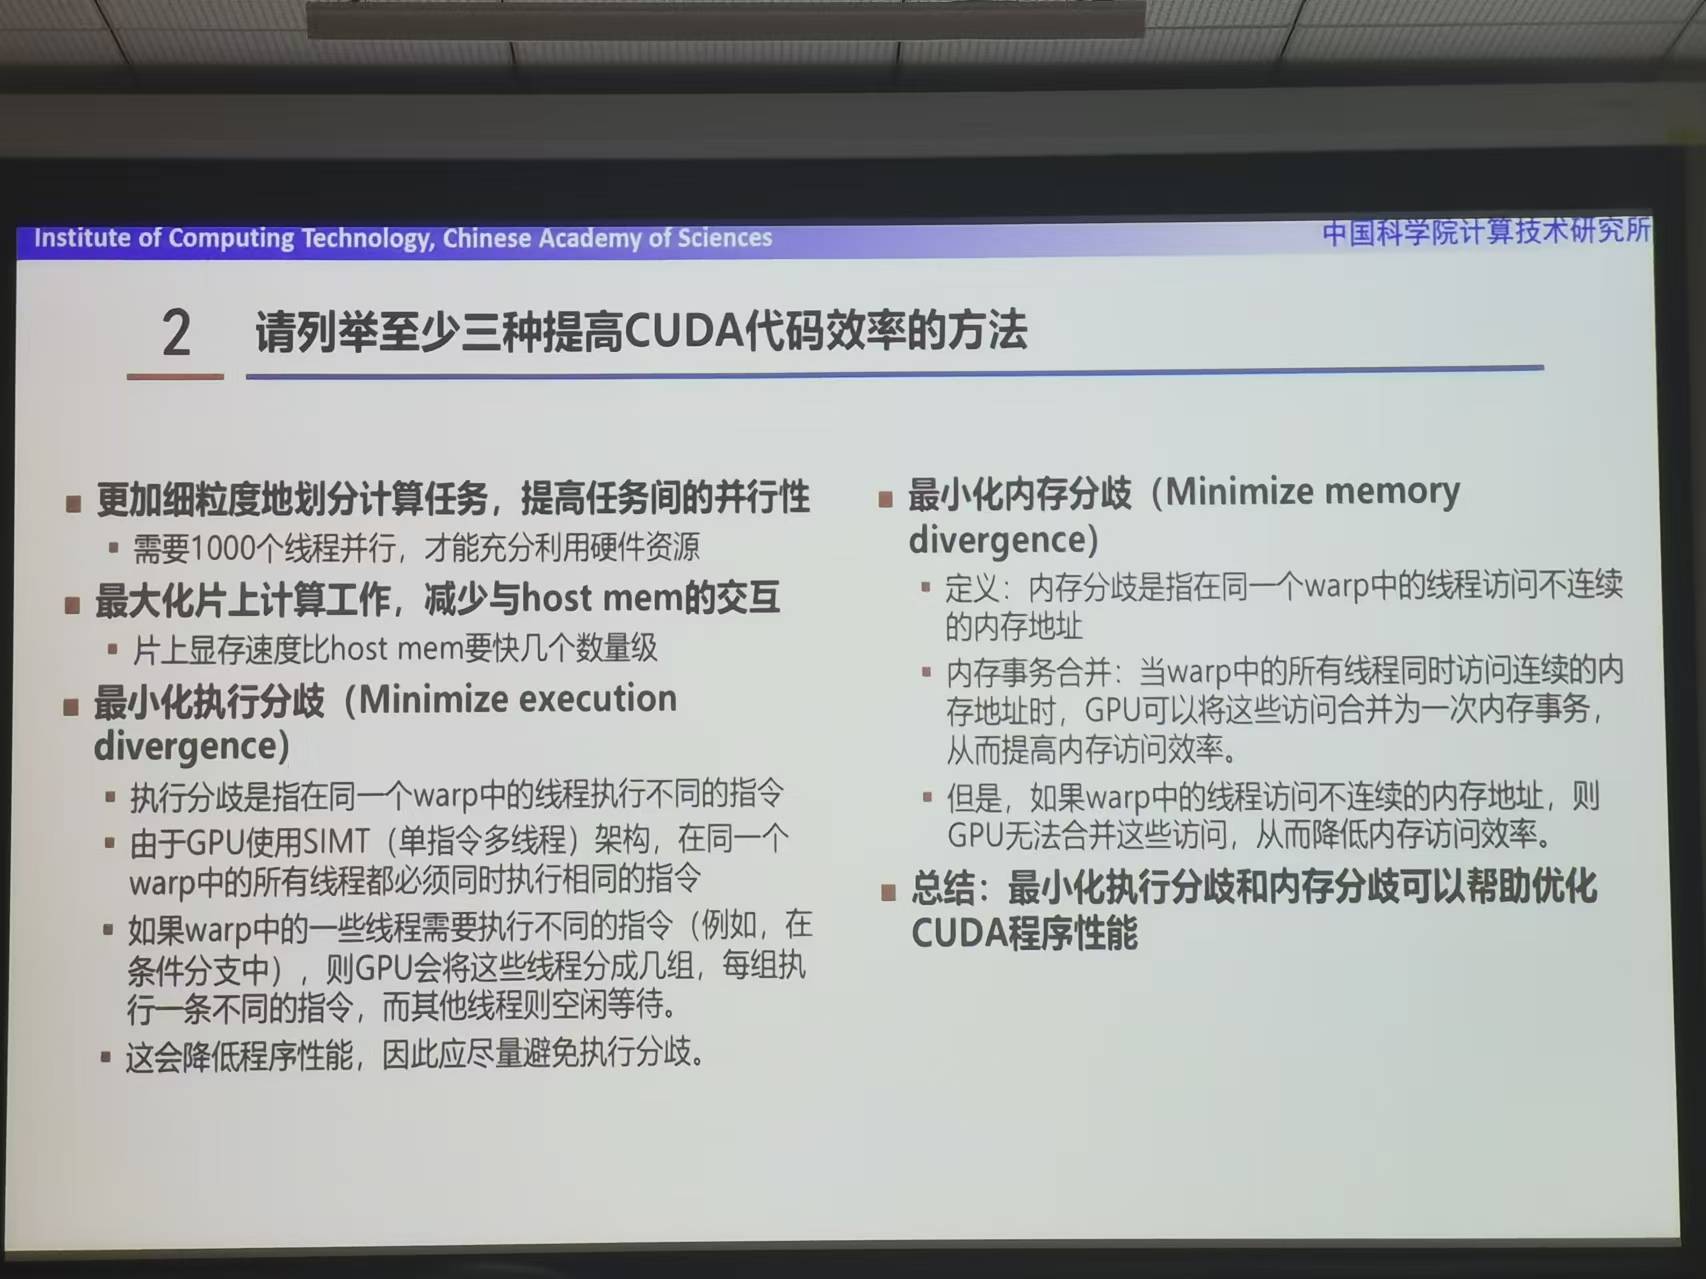 Institute of Computing Technology, Chinese Academy of Sciences
中国科学院计算技术研究所
2
请列举至少三种提高CUDA代码效率的方法
更加细粒度地划分计算任务，提高任务间的并行性
需要1000个线程并行，才能充分利用硬件资源
最大化片上计算工作，减少与host mem的交互
片上显存速度比host mem要快几个数量级
最小化执行分歧（Minimize execution
divergence)
执行分歧是指在同一个warp中的线程执行不同的指令
由于GPU使用SIMT（单指令多线程）架构，在同一个
warp中的所有线程都必须同时执行相同的指令
如果warp中的一些线程需要执行不同的指令（例如，在
条件分支中），则GPU会将这些线程分成几组，每组执
行一条不同的指令，而其他线程则空闲等待。
这会降低程序性能，因此应尽量避免执行分歧。
最小化内存分歧（Minimize memory
divergence)
定义：内存分歧是指在同一个warp中的线程访问不连续
的内存地址
内存事务合并：当warp中的所有线程同时访问连续的内
存地址时，GPU可以将这些访问合并为一次内存事务，
从而提高内存访问效率。
但是，如果warp中的线程访问不连续的内存地址，则
GPU无法合并这些访问，从而降低内存访问效率。
总结：最小化执行分歧和内存分歧可以帮助优化
CUDA程序性能